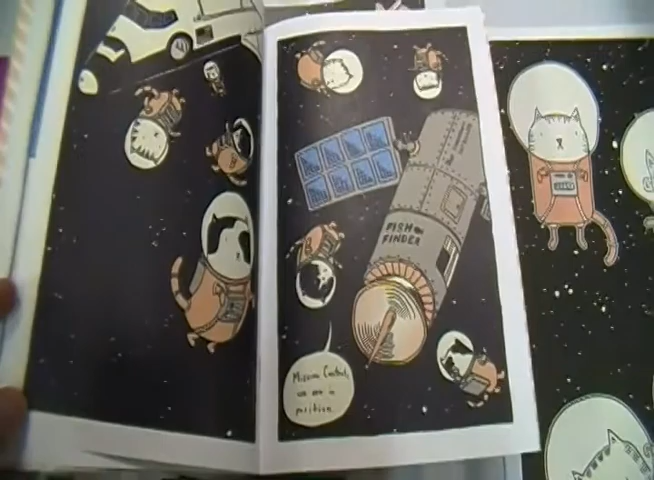 FISH
FINDER
Mission Control,
we are in
position.